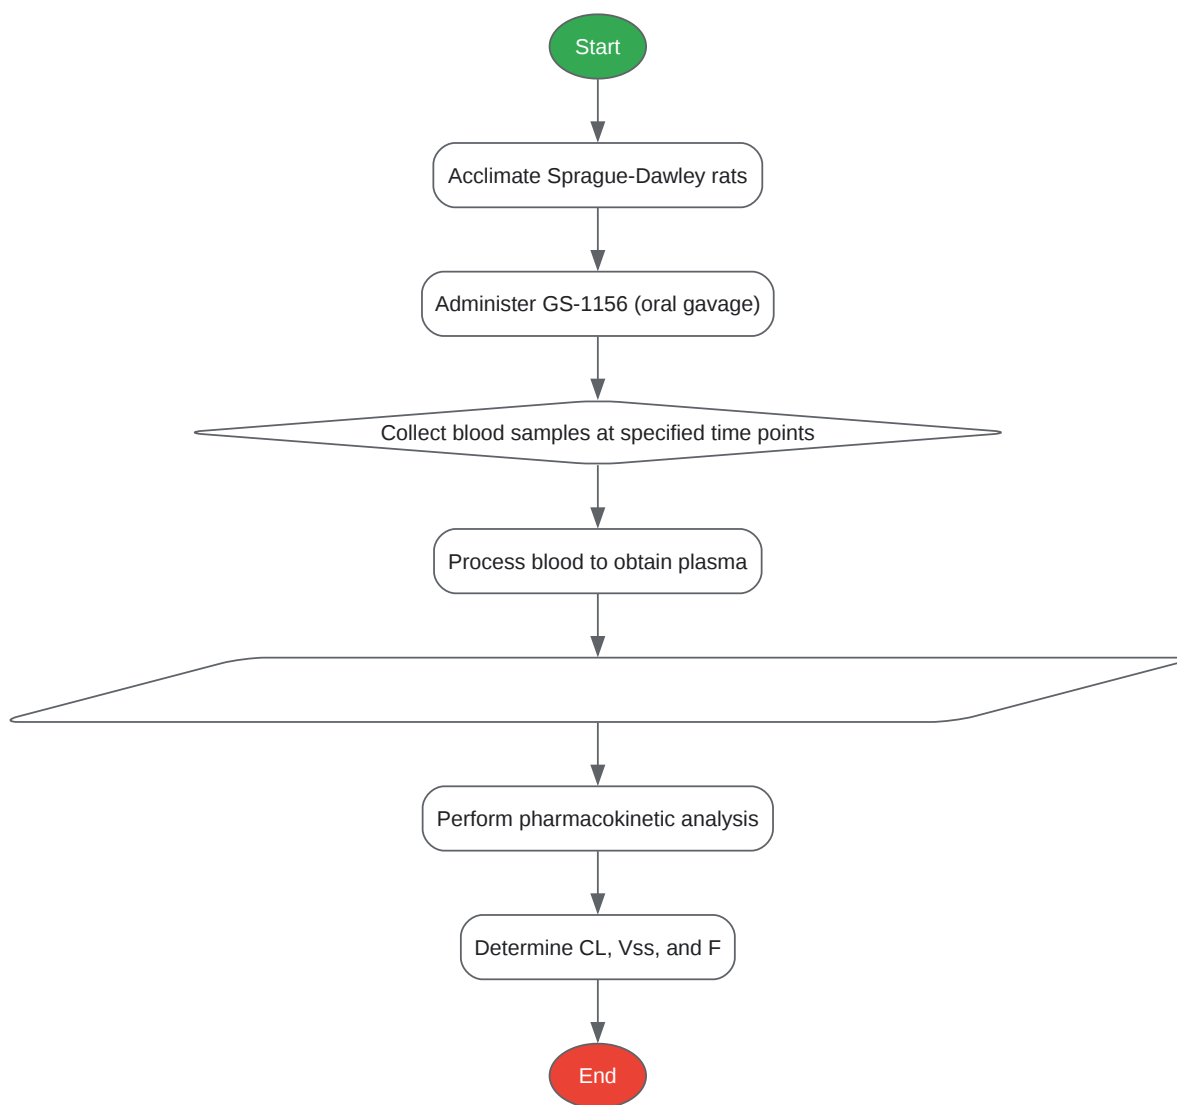 Start
Acclimate Sprague-Dawley rats
Administer GS-1156 (oral gavage)
Collect blood samples at specified time points
Process blood to obtain plasma
Perform pharmacokinetic analysis
Determine CL, Vss, and F
End